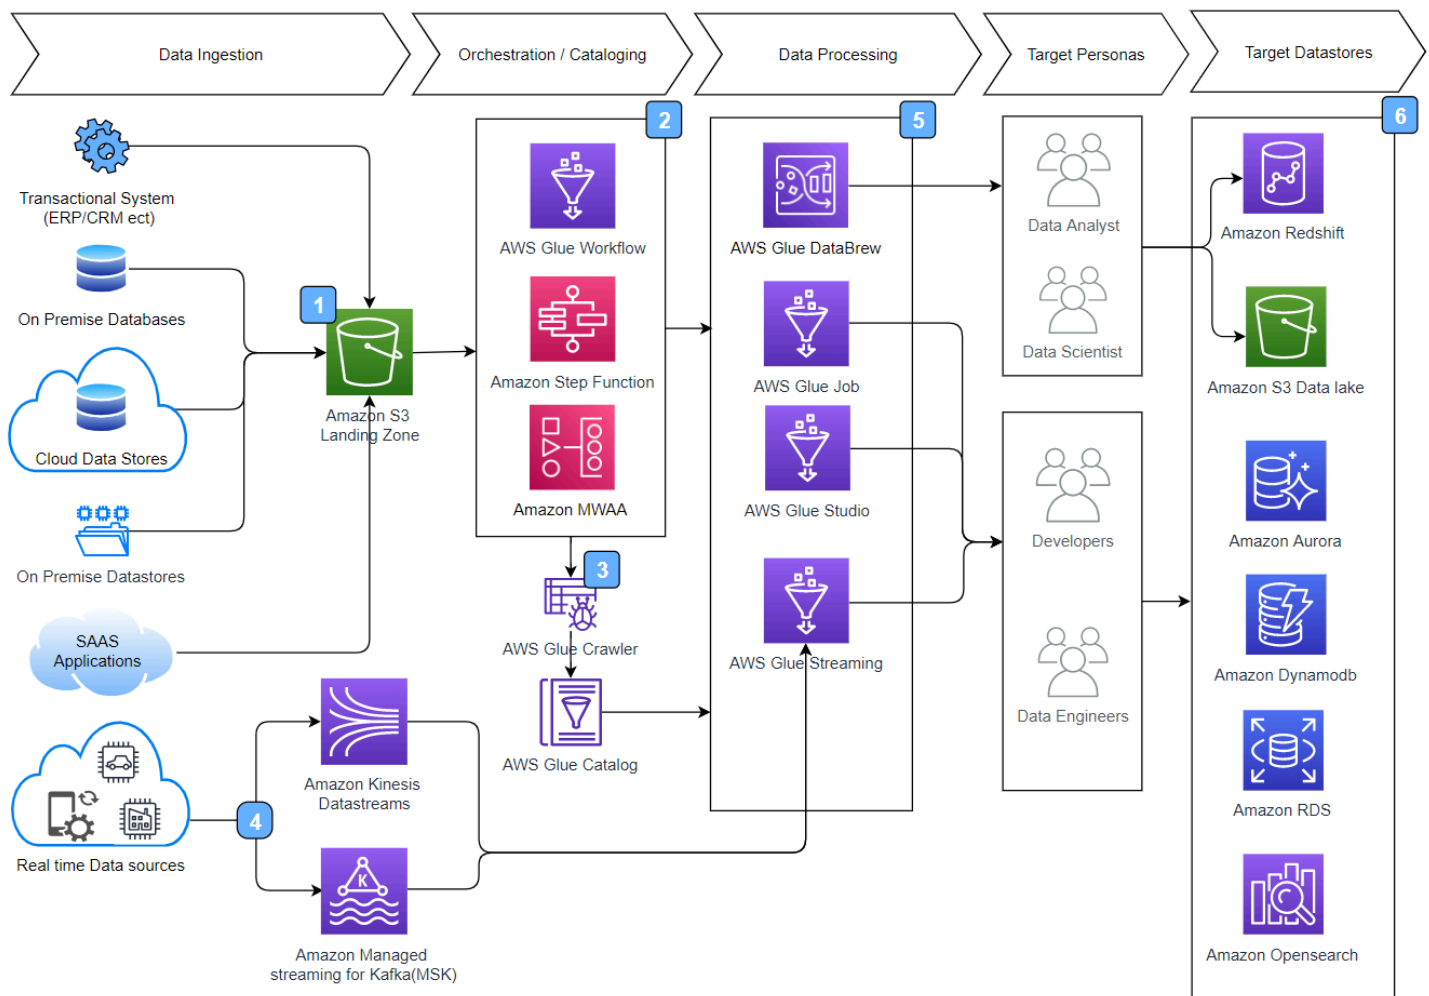 Data Ingestion
Orchestration / Cataloging
Data Processing
Target Personas
Target Datastores
Transactional System
(ERP/CRM ect)
On Premise Databases
Cloud Data Stores
On Premise Datastores
SAAS
Applications
Real time Data sources
1
Amazon S3
Landing Zone
4
Amazon Kinesis
Datastreams
K
Amazon Managed
streaming for Kafka(MSK)
2
AWS Glue Workflow
Amazon Step Function
Amazon MWAA
3
AWS Glue Crawler
AWS Glue Catalog
5
AWS Glue DataBrew
AWS Glue Job
AWS Glue Studio
AWS Glue Streaming
Data Analyst
Data Scientist
Developers
Data Engineers
6
Amazon Redshift
Amazon S3 Data lake
Amazon Aurora
Amazon Dynamodb
Amazon RDS
Amazon Opensearch